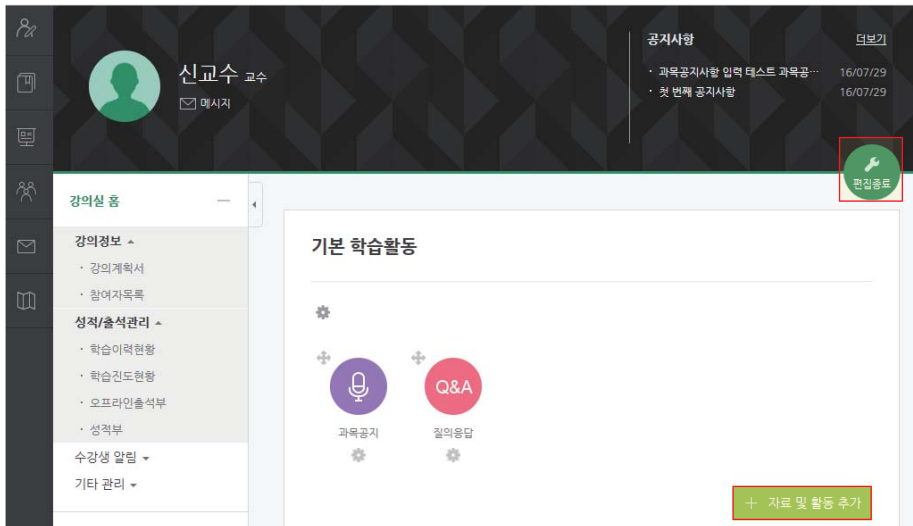 신교수 교수
메시지
공지사항 더보기
· 과목공지사항 입력 테스트 과목공··· 16/07/29
· 첫 번째 공지사항 16/07/29
편집종료
강의실 홈
강의정보
· 강의계획서
· 참여자목록
성적/출석관리
· 학습이력현황
· 학습진도현황
· 오프라인출석부
· 성적부
수강생 알림
기타 관리
기본 학습활동
과목공지
Q&A
질의응답
+ 자료 및 활동 추가